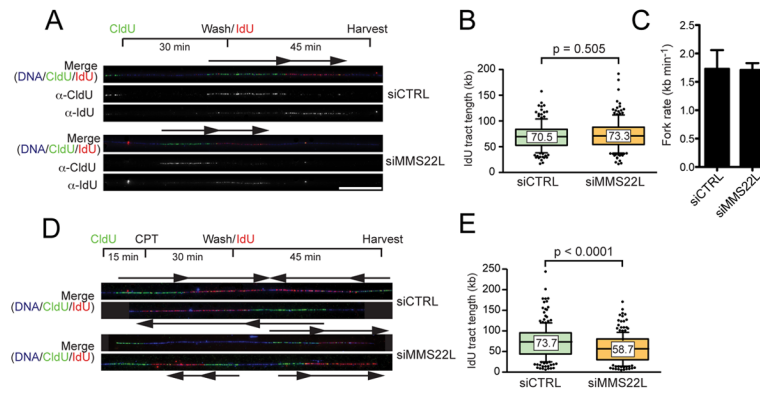 A
CldU Wash/IdU Harvest
30 min 45 min
Merge
(DNA/CldU/IdU)
α-CldU
α-IdU
siCTRL
Merge
(DNA/CldU/IdU)
α-CldU
α-IdU
siMMS22L
B
p = 0.505
IdU tract length (kb)
250
200
150
100
50
0
70.5
73.3
siCTRL siMMS22L
C
Fork rate (kb min-1)
2.5
2.0
1.5
1.0
0.5
0.0
siCTRL
siMMS22L
D
CldU CPT Wash/IdU Harvest
15 min 30 min 45 min
Merge
(DNA/CldU/IdU)
siCTRL
Merge
(DNA/CldU/IdU)
siMMS22L
E
p < 0.0001
IdU tract length (kb)
250
200
150
100
50
0
73.7
58.7
siCTRL siMMS22L